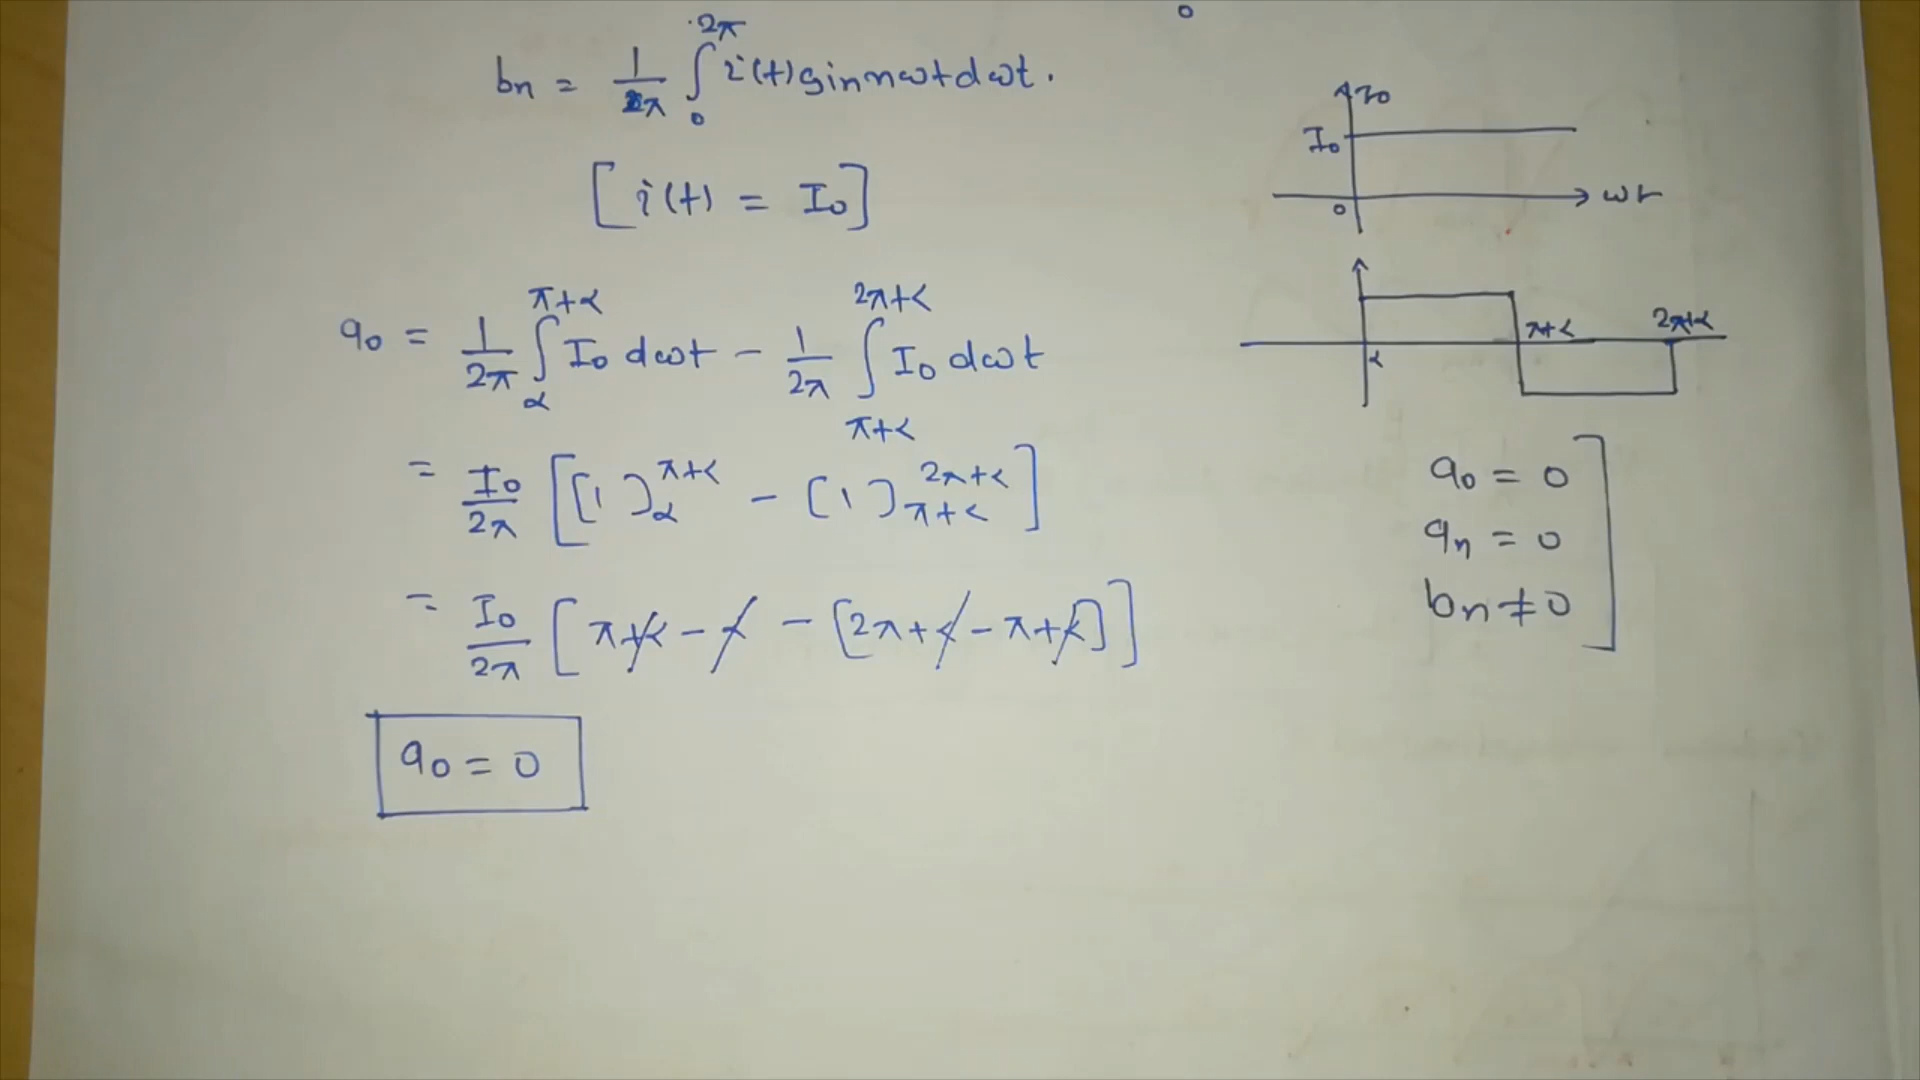 bn = 1/2π ∫₀^2π i(t) sin nωt dωt.
[i(t) = I₀]
a₀ = 1/2π ∫_α^π+α I₀ dωt − 1/2π ∫_π+α^2π+α I₀ dωt
= I₀/2π [[1]_α^π+α − [1]_π+α^2π+α]
= I₀/2π [π+α−α − [2π+α−π+α]]
a₀ = 0
I₀
0
ωt
α
π+α
2π+α
a₀ = 0
an = 0
bn ≠ 0